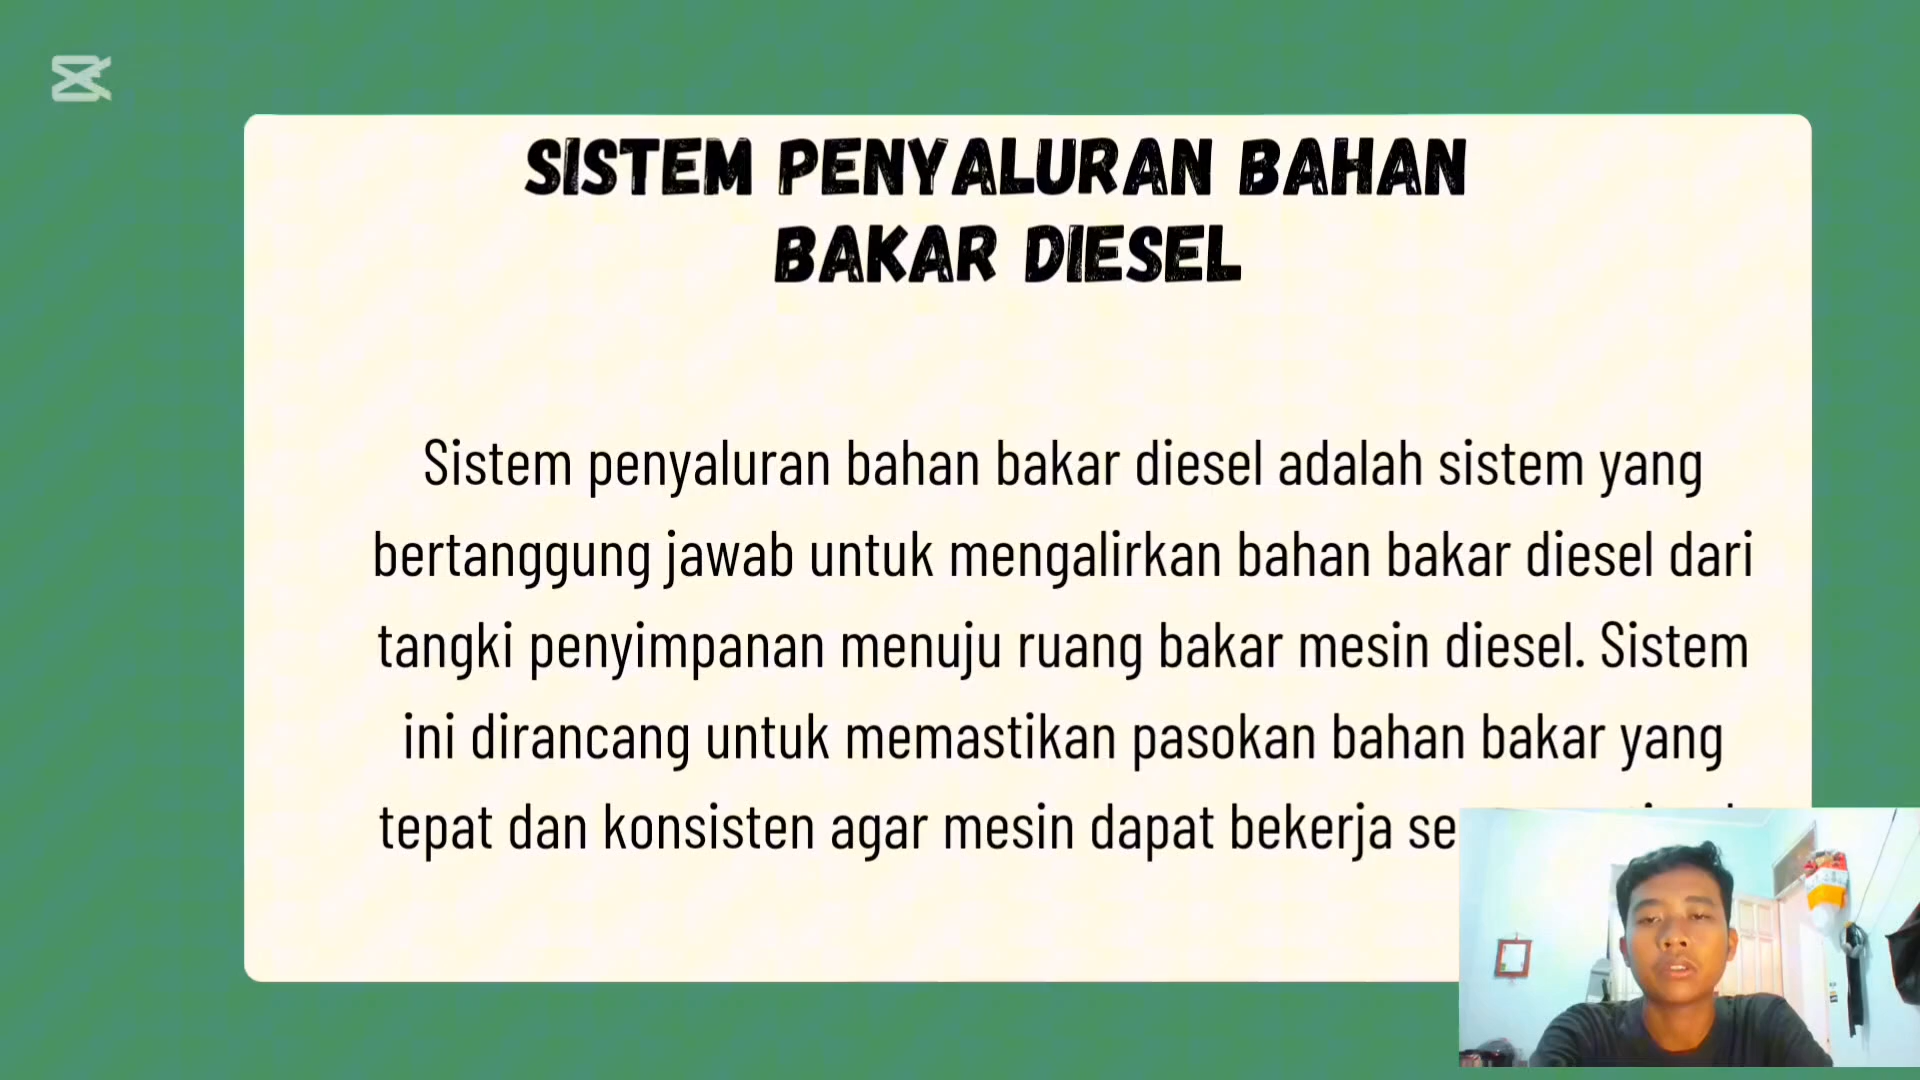 SISTEM PENYALURAN BAHAN
BAKAR DIESEL
Sistem penyaluran bahan bakar diesel adalah sistem yang
bertanggung jawab untuk mengalirkan bahan bakar diesel dari
tangki penyimpanan menuju ruang bakar mesin diesel. Sistem
ini dirancang untuk memastikan pasokan bahan bakar yang
tepat dan konsisten agar mesin dapat bekerja